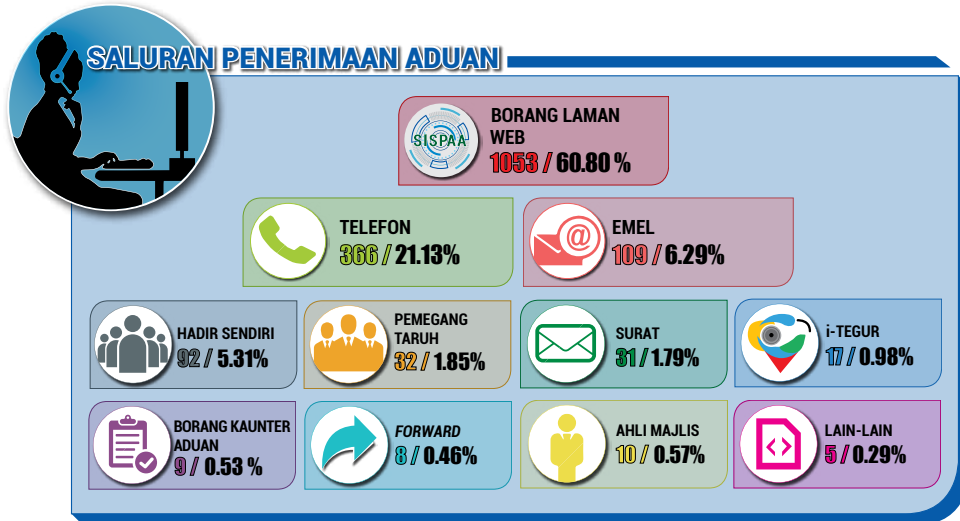 SALURAN PENERIMAAN ADUAN
SISPAA
BORANG LAMAN
WEB
1053 / 60.80 %
TELEFON
366 / 21.13%
@
EMEL
109 / 6.29%
HADIR SENDIRI
92 / 5.31%
PEMEGANG
TARUH
32 / 1.85%
SURAT
31 / 1.79%
i-TEGUR
17 / 0.98%
BORANG KAUNTER
ADUAN
9 / 0.53 %
FORWARD
8 / 0.46%
AHLI MAJLIS
10 / 0.57%
LAIN-LAIN
5 / 0.29%